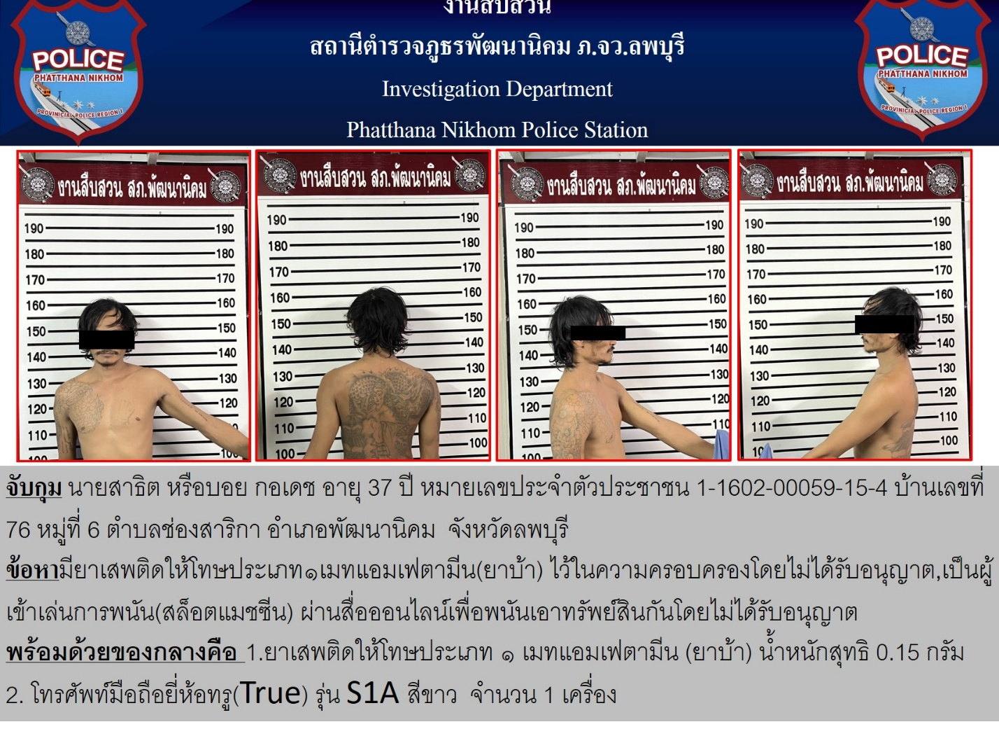 งานสืบสวน
สถานีตำรวจภูธรพัฒนานิคม ภ.จว.ลพบุรี
Investigation Department
Phatthana Nikhom Police Station
POLICE
PHATTHANA NIKHOM
PROVINICIAL POLICE REGION 1
POLICE
PHATTHANA NIKHOM
PROVINICIAL POLICE REGION 1
งานสืบสวน สภ.พัฒนานิคม
190 190
180 180
170 170
160 160
150 150
140 140
130 130
120 120
110
100 100
งานสืบสวน สภ.พัฒนานิคม
190 190
180 180
170 170
160 160
150 150
140 140
130 130
120 120
110 110
100 100
งานสืบสวน สภ.พัฒนานิคม
190 190
180 180
170 170
160 160
150 150
140 140
130 130
120 120
110 110
100
งานสืบสวน สภ.พัฒนานิคม
190 190
180 180
170 170
160 160
150 150
140 140
130 130
120 120
110 110
10 100
จับกุม นายสาธิต หรือบอย กอเดช อายุ 37 ปี หมายเลขประจำตัวประชาชน 1-1602-00059-15-4 บ้านเลขที่
76 หมู่ที่ 6 ตำบลช่องสาริกา อำเภอพัฒนานิคม จังหวัดลพบุรี
ข้อหามียาเสพติดให้โทษประเภท๑เมทแอมเฟตามีน(ยาบ้า) ไว้ในความครอบครองโดยไม่ได้รับอนุญาต,เป็นผู้
เข้าเล่นการพนัน(สล็อตแมชชีน) ผ่านสื่อออนไลน์เพื่อพนันเอาทรัพย์สินกันโดยไม่ได้รับอนุญาต
พร้อมด้วยของกลางคือ 1.ยาเสพติดให้โทษประเภท ๑ เมทแอมเฟตามีน (ยาบ้า) น้ำหนักสุทธิ 0.15 กรัม
2. โทรศัพท์มือถือยี่ห้อทรู(True) รุ่น S1A สีขาว จำนวน 1 เครื่อง